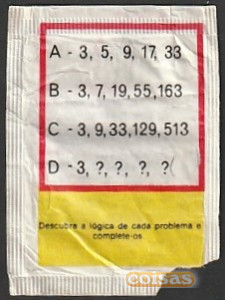 A - 3, 5, 9, 17, 33
B - 3, 7, 19, 55, 163
C - 3, 9, 33, 129, 513
D - 3, ?, ?, ?, ?
Descubra a lógica de cada problema e
complete-os
coisas